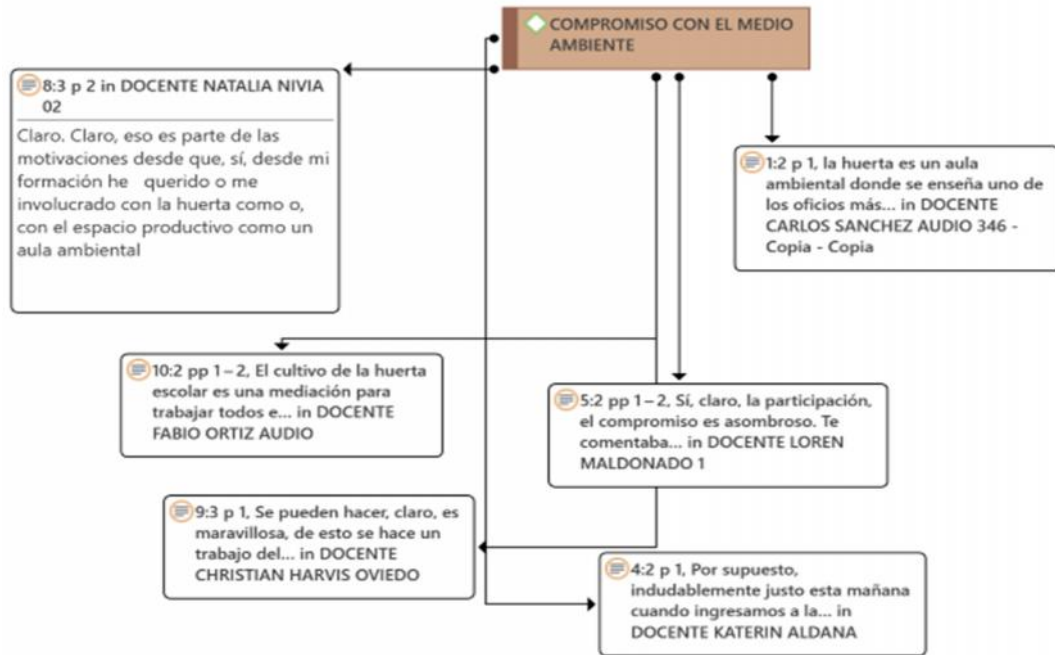 COMPROMISO CON EL MEDIO
AMBIENTE
8:3 p 2 in DOCENTE NATALIA NIVIA
02
Claro. Claro, eso es parte de las
motivaciones desde que, sí, desde mi
formación he querido o me
involucrado con la huerta como o,
con el espacio productivo como un
aula ambiental
1:2 p 1, la huerta es un aula
ambiental donde se enseña uno de
los oficios más... in DOCENTE
CARLOS SANCHEZ AUDIO 346 -
Copia - Copia
10:2 pp 1–2, El cultivo de la huerta
escolar es una mediación para
trabajar todos e... in DOCENTE
FABIO ORTIZ AUDIO
5:2 pp 1–2, Sí, claro, la participación,
el compromiso es asombroso. Te
comentaba... in DOCENTE LOREN
MALDONADO 1
9:3 p 1, Se pueden hacer, claro, es
maravillosa, de esto se hace un
trabajo del... in DOCENTE
CHRISTIAN HARVIS OVIEDO
4:2 p 1, Por supuesto,
indudablemente justo esta mañana
cuando ingresamos a la... in
DOCENTE KATERIN ALDANA